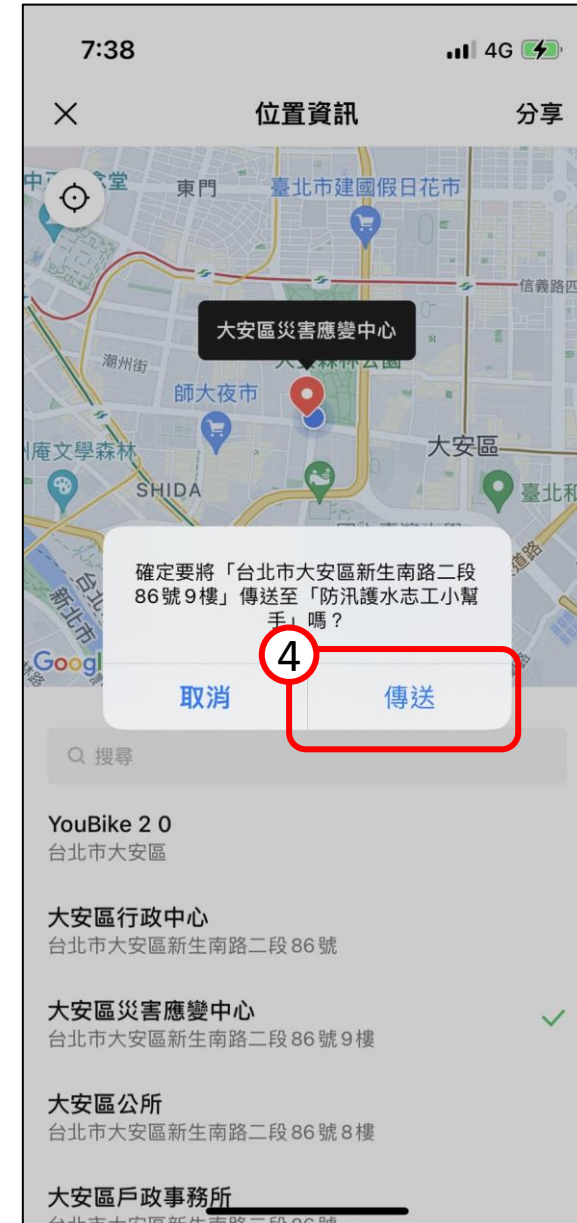 7:38
4G
位置資訊
分享
東門
臺北市建國假日花市
信義路四
大安區災害應變中心
潮州街
師大夜市
大安區
文學森林
SHIDA
臺北和
確定要將「台北市大安區新生南路二段
86號9樓」傳送至「防汛護水志工小幫
手」嗎?
4
取消
傳送
搜尋
YouBike 2 0
台北市大安區
大安區行政中心
台北市大安區新生南路二段86號
大安區災害應變中心
台北市大安區新生南路二段86號9樓
大安區公所
台北市大安區新生南路二段86號8樓
大安區戶政事務所